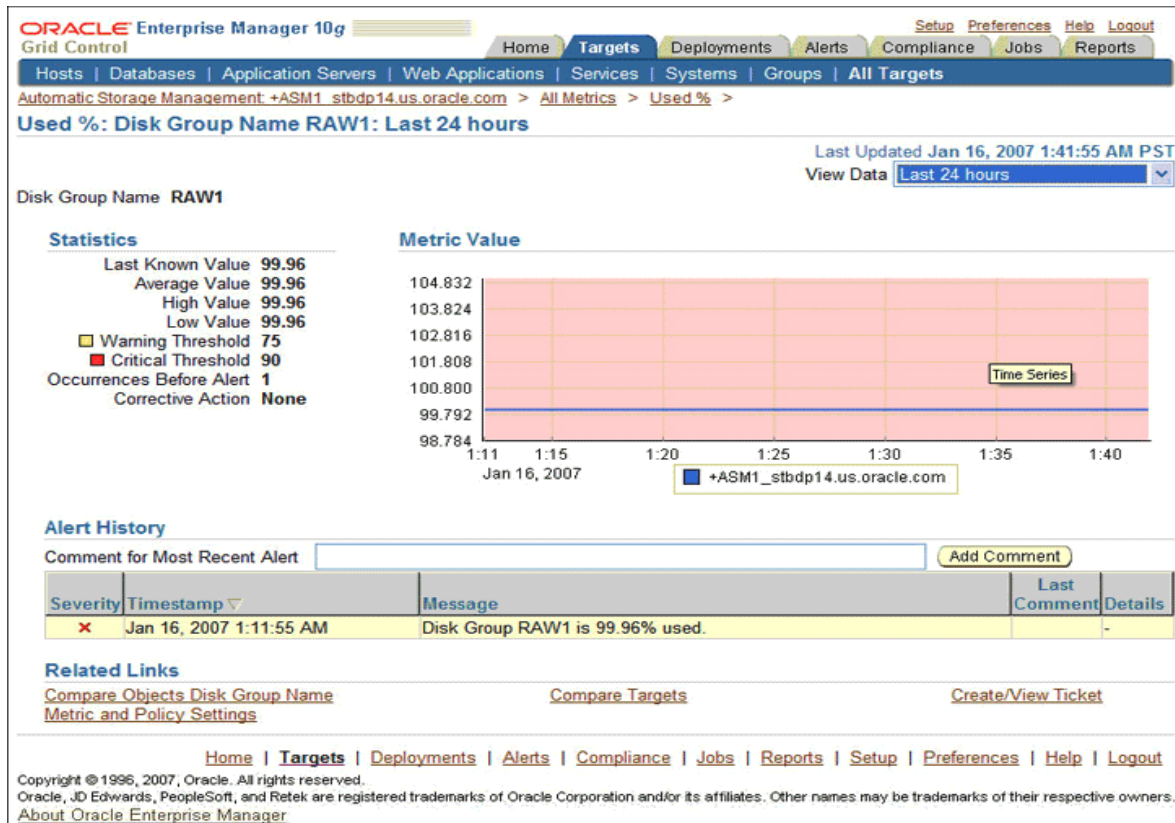 ORACLE Enterprise Manager 10g
Grid Control
Setup Preferences Help Logout
Home Targets Deployments Alerts Compliance Jobs Reports
Hosts | Databases | Application Servers | Web Applications | Services | Systems | Groups | All Targets
Automatic Storage Management: +ASM1_stbdp14.us.oracle.com > All Metrics > Used % >
Used %: Disk Group Name RAW1: Last 24 hours
Last Updated Jan 16, 2007 1:41:55 AM PST
View Data Last 24 hours
Disk Group Name RAW1
Statistics
Last Known Value 99.96
Average Value 99.96
High Value 99.96
Low Value 99.96
Warning Threshold 75
Critical Threshold 90
Occurrences Before Alert 1
Corrective Action None
Metric Value
104.832
103.824
102.816
101.808
100.800
99.792
98.784
Time Series
1:11 1:15 1:20 1:25 1:30 1:35 1:40
Jan 16, 2007
+ASM1_stbdp14.us.oracle.com
Alert History
Comment for Most Recent Alert Add Comment
Severity Timestamp Message Last Comment Details
Jan 16, 2007 1:11:55 AM Disk Group RAW1 is 99.96% used. -
Related Links
Compare Objects Disk Group Name Compare Targets Create/View Ticket
Metric and Policy Settings
Home | Targets | Deployments | Alerts | Compliance | Jobs | Reports | Setup | Preferences | Help | Logout
Copyright © 1996, 2007, Oracle. All rights reserved.
Oracle, JD Edwards, PeopleSoft, and Retek are registered trademarks of Oracle Corporation and/or its affiliates. Other names may be trademarks of their respective owners.
About Oracle Enterprise Manager